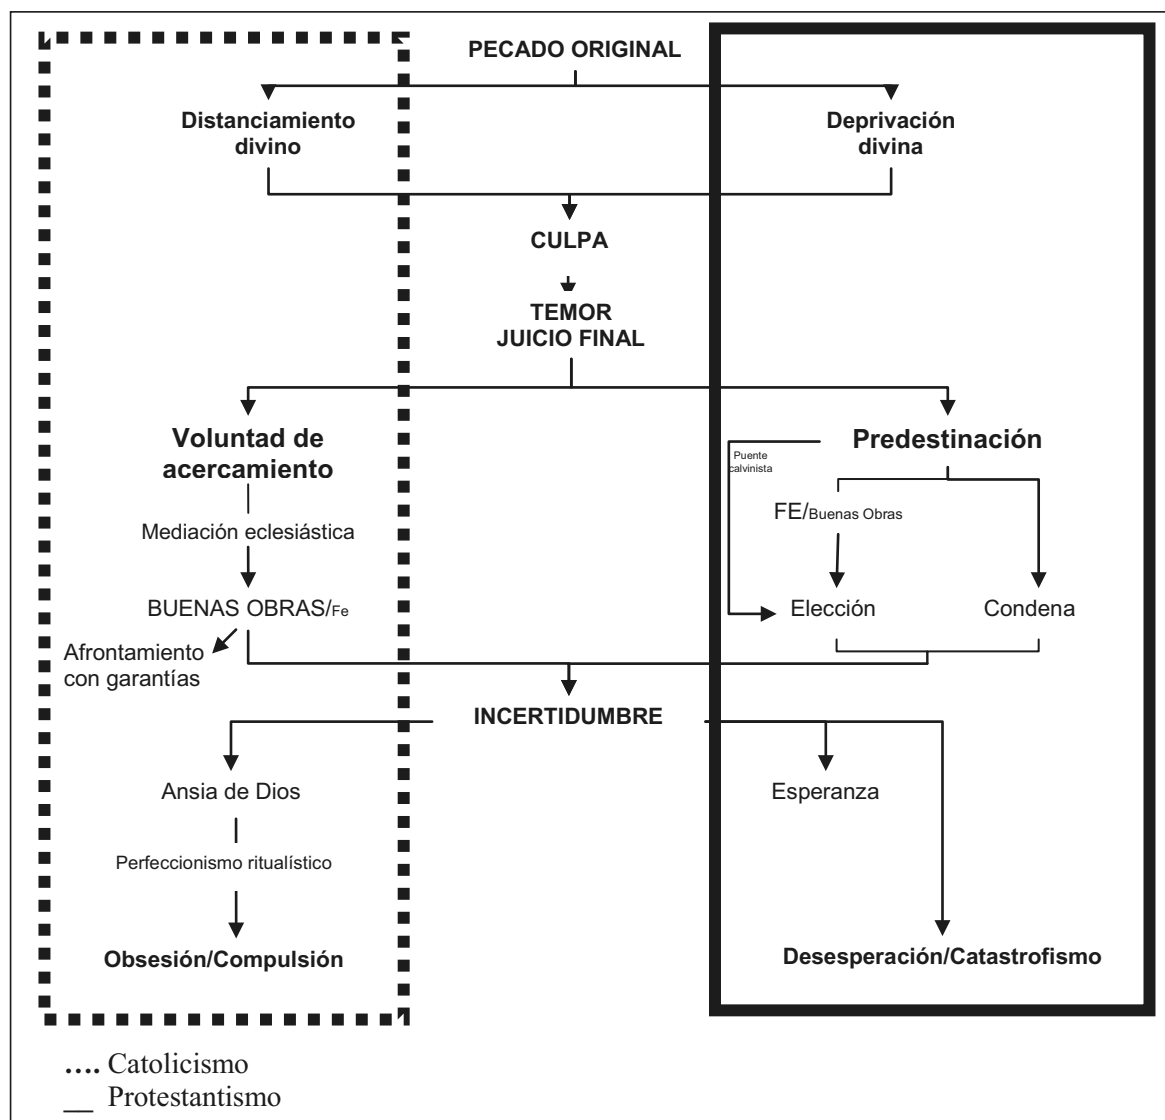 PECADO ORIGINAL
Distanciamiento
divino
Deprivación
divina
CULPA
TEMOR
JUICIO FINAL
Voluntad de
acercamiento
Predestinación
Puente
calvinista
Mediación eclesiástica
FE/Buenas Obras
BUENAS OBRAS/Fe
Elección
Condena
Afrontamiento
con garantías
INCERTIDUMBRE
Ansia de Dios
Esperanza
Perfeccionismo ritualístico
Obsesión/Compulsión
Desesperación/Catastrofismo
.... Catolicismo
__ Protestantismo